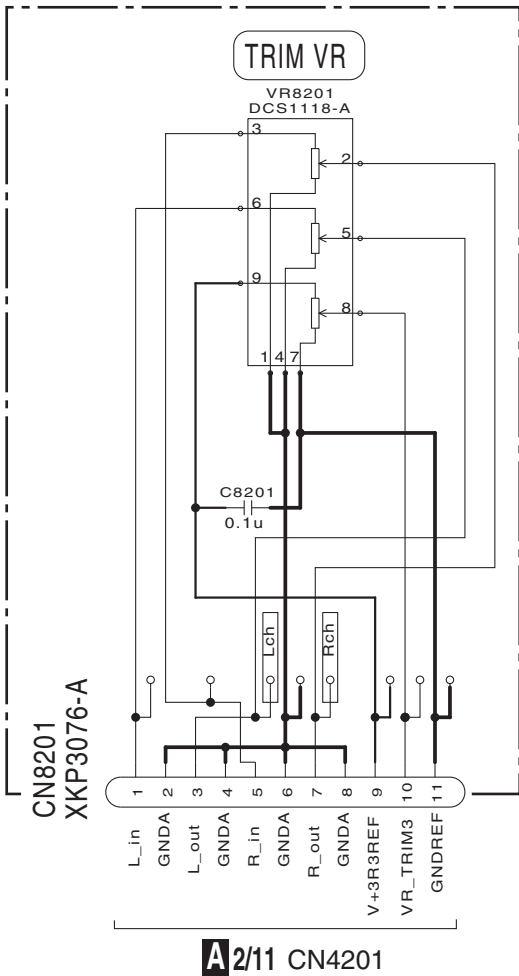 TRIM VR
VR8201
DCS1118-A
3
2
6
5
9
8
1 4 7
C8201
0.1u
Lch
Rch
CN8201
XKP3076-A
1 2 3 4 5 6 7 8 9 10 11
L_in
GNDA
L_out
GNDA
R_in
GNDA
R_out
GNDA
V+3R3REF
VR_TRIM3
GNDREF
A 2/11 CN4201